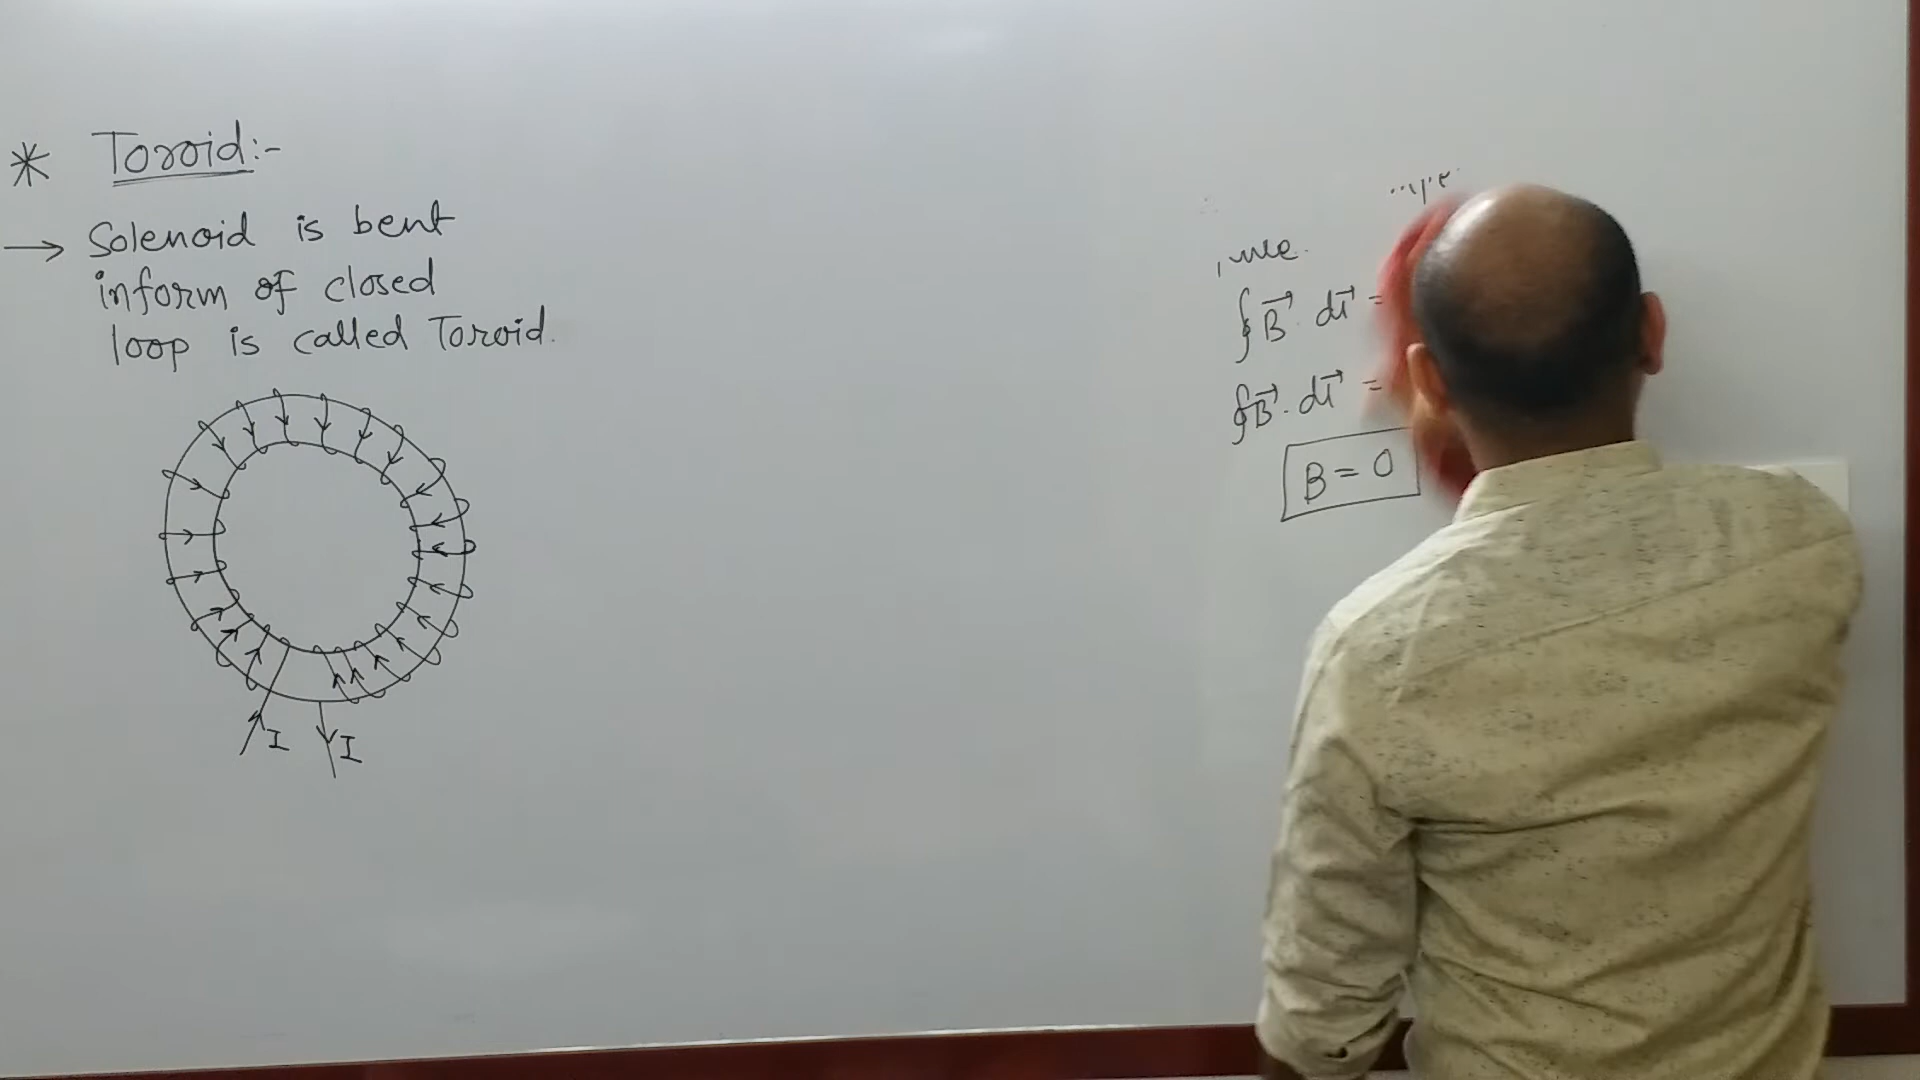 * Toroid:-
→ Solenoid is bent
inform of closed
loop is called Toroid.
I
I
∮B⃗. dl⃗ =
∮B⃗. dl⃗ =
B = 0